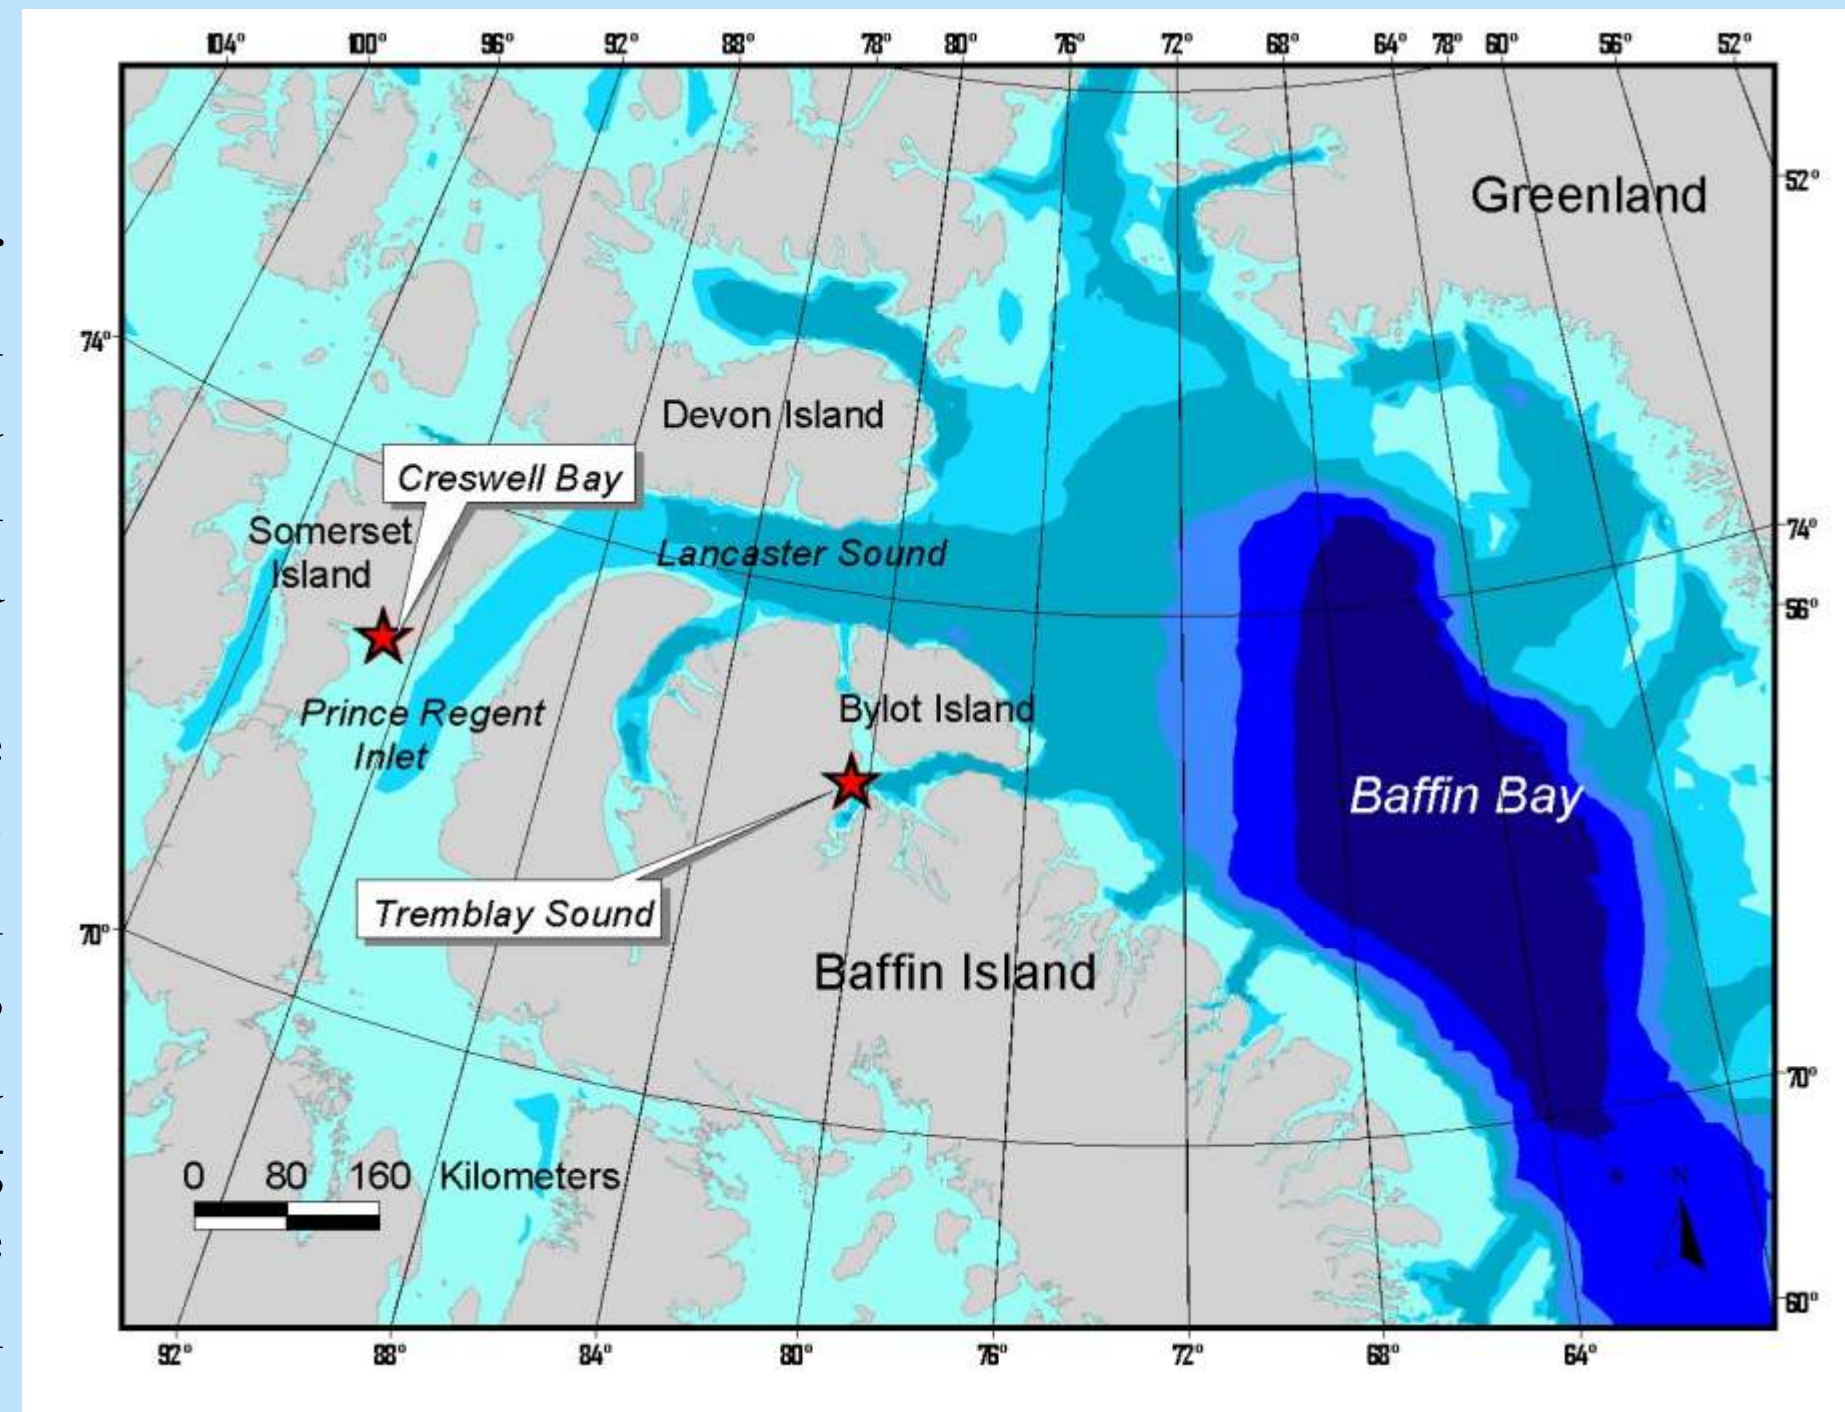 104° 100° 96° 92° 88° 78° 80° 76° 72° 68° 64° 78° 60° 56° 52°
52°
Greenland
74°
Devon Island
Creswell Bay
Somerset
Island
Lancaster Sound
74°
56°
Prince Regent
Inlet
Bylot Island
Baffin Bay
Tremblay Sound
70°
Baffin Island
70°
0 80 160 Kilometers
N
60°
92° 88° 84° 80° 76° 72° 68° 64°